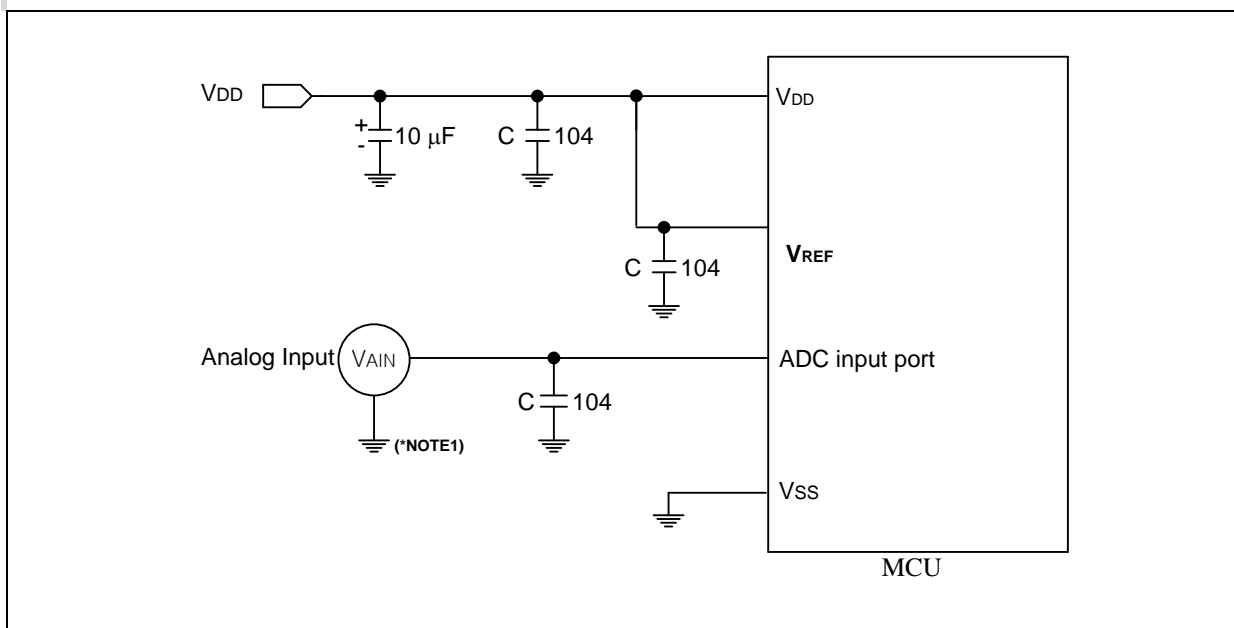 VDD
VDD
+
-
10 μF
C 104
VREF
C 104
Analog Input VAIN
ADC input port
C 104
(*NOTE1)
VSS
MCU